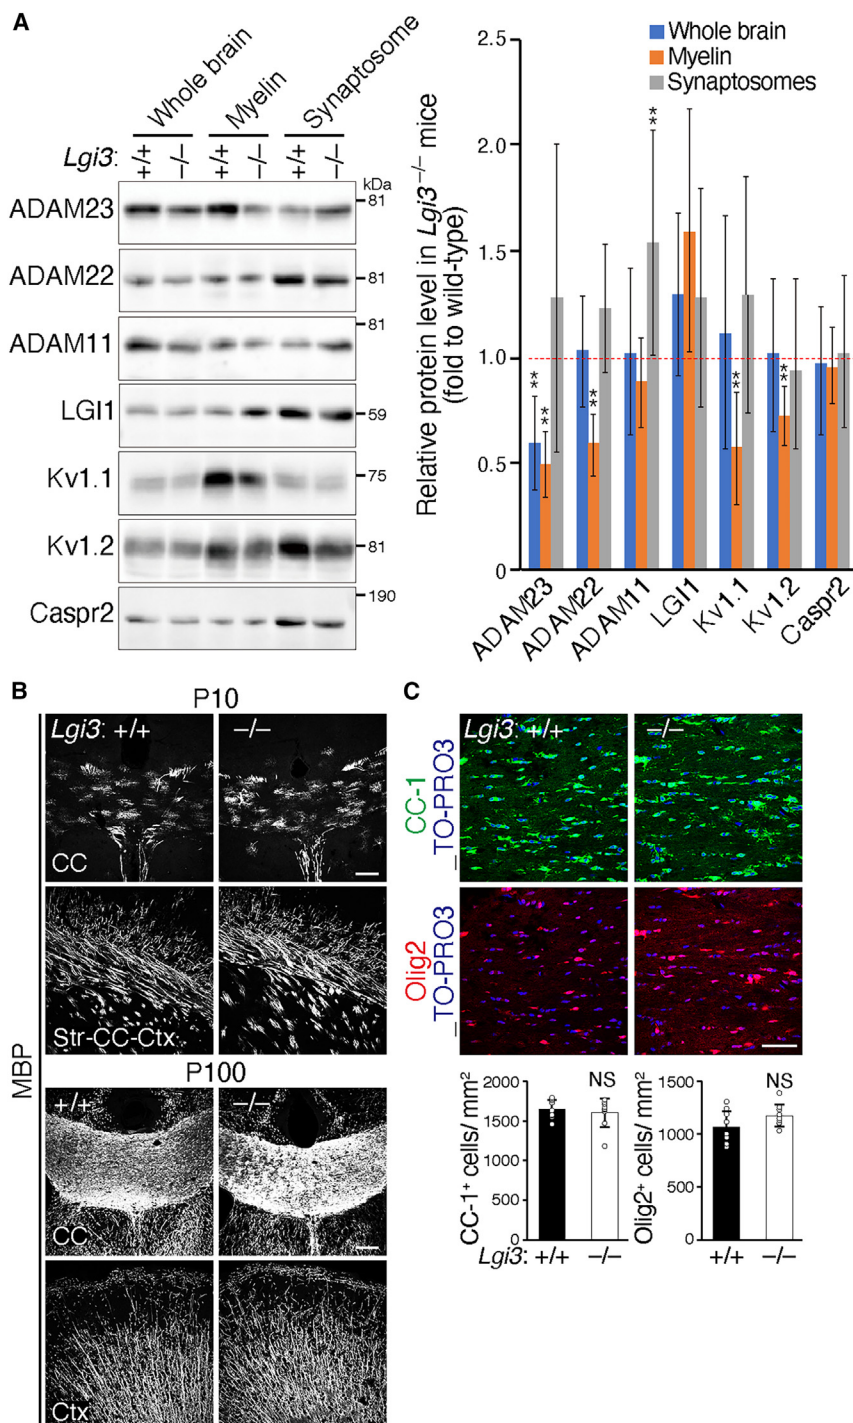 A
Whole brain
Myelin
Synaptosome
Lgi3: +/+ −/− +/+ −/− +/+ −/−
kDa
ADAM23
81
ADAM22
81
ADAM11
81
LGI1
59
Kv1.1
75
Kv1.2
81
Caspr2
190
Relative protein level in Lgi3−/− mice
(fold to wild-type)
2.5
2.0
1.5
1.0
0.5
0
Whole brain
Myelin
Synaptosomes
**
**
**
**
**
**
ADAM23
ADAM22
ADAM11
LGI1
Kv1.1
Kv1.2
Caspr2
B
P10
Lgi3: +/+
−/−
CC
Str-CC-Ctx
MBP
P100
+/+
−/−
CC
Ctx
C
Lgi3: +/+
−/−
CC-1
_TO-PRO3
Olig2
_TO-PRO3
CC-1+ cells/ mm2
2000
1500
1000
500
0
NS
Lgi3: +/+ −/−
Olig2+ cells/ mm2
1500
1000
500
0
NS
+/+ −/−